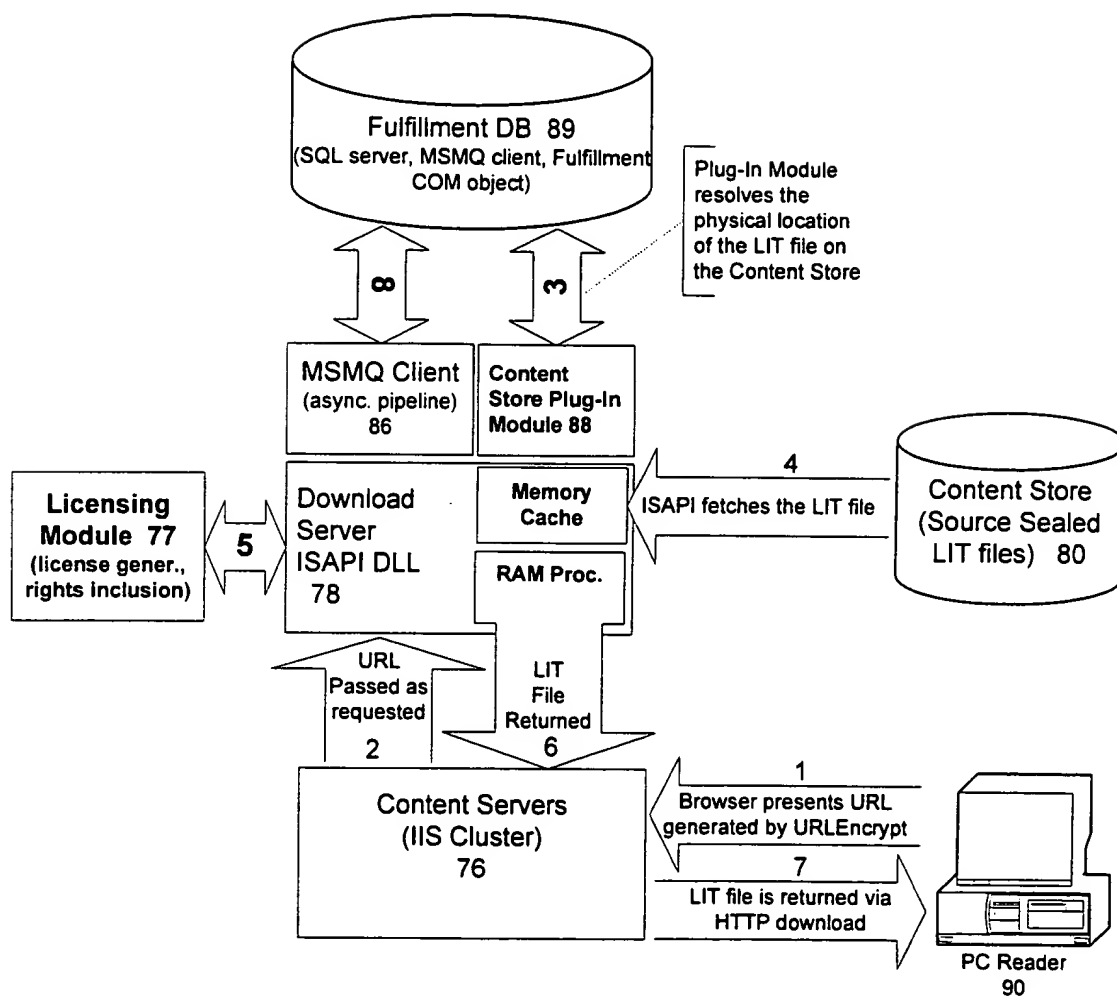 Fulfillment DB 89
(SQL server, MSMQ client, Fulfillment
COM object)
Plug-In Module
resolves the
physical location
of the LIT file on
the Content Store
8
3
MSMQ Client
(async. pipeline)
86
Content
Store Plug-In
Module 88
Licensing
Module 77
(license gener.,
rights inclusion)
5
Download
Server
ISAPI DLL
78
Memory
Cache
RAM Proc.
4
ISAPI fetches the LIT file
Content Store
(Source Sealed
LIT files) 80
URL
Passed as
requested
2
LIT
File
Returned
6
Content Servers
(IIS Cluster)
76
1
Browser presents URL
generated by URLEncrypt
7
LIT file is returned via
HTTP download
PC Reader
90